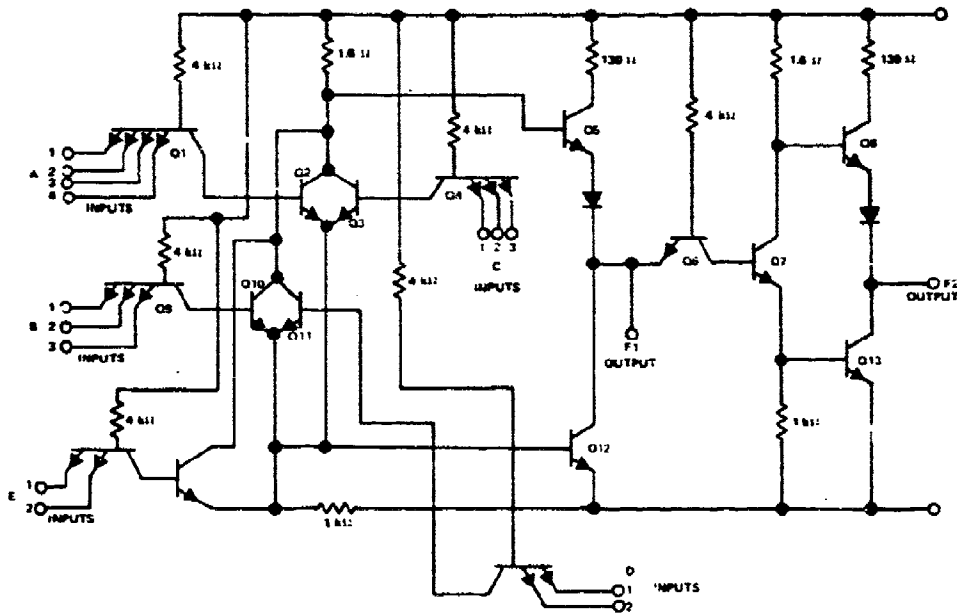 4 kΩ
1.6 Ω
4 kΩ
130 Ω
4 kΩ
1.6 Ω
130 Ω
Q1
1
A 2
3
4
INPUTS
Q2
Q3
Q4
1 2 3
C
INPUTS
Q5
Q6
Q7
Q8
4 kΩ
4 kΩ
1
B 2
3
INPUTS
Q9
Q10
Q11
F1
OUTPUT
F2
OUTPUT
Q13
4 kΩ
Q12
1 kΩ
E 1
2
INPUTS
1 kΩ
D
1 INPUTS
2